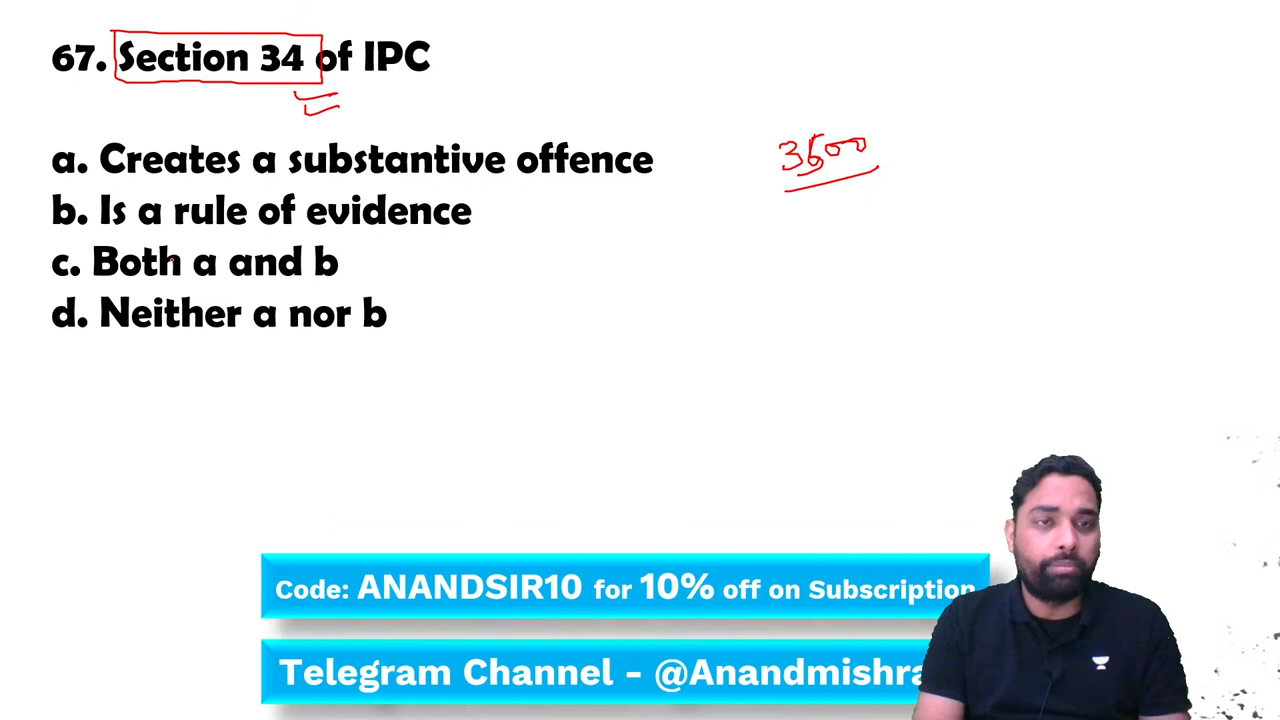 67. Section 34 of IPC
a. Creates a substantive offence
3500
b. Is a rule of evidence
c. Both a and b
d. Neither a nor b
Code: ANANDSIR10 for 10% off on Subscription
Telegram Channel - @Anandmishra